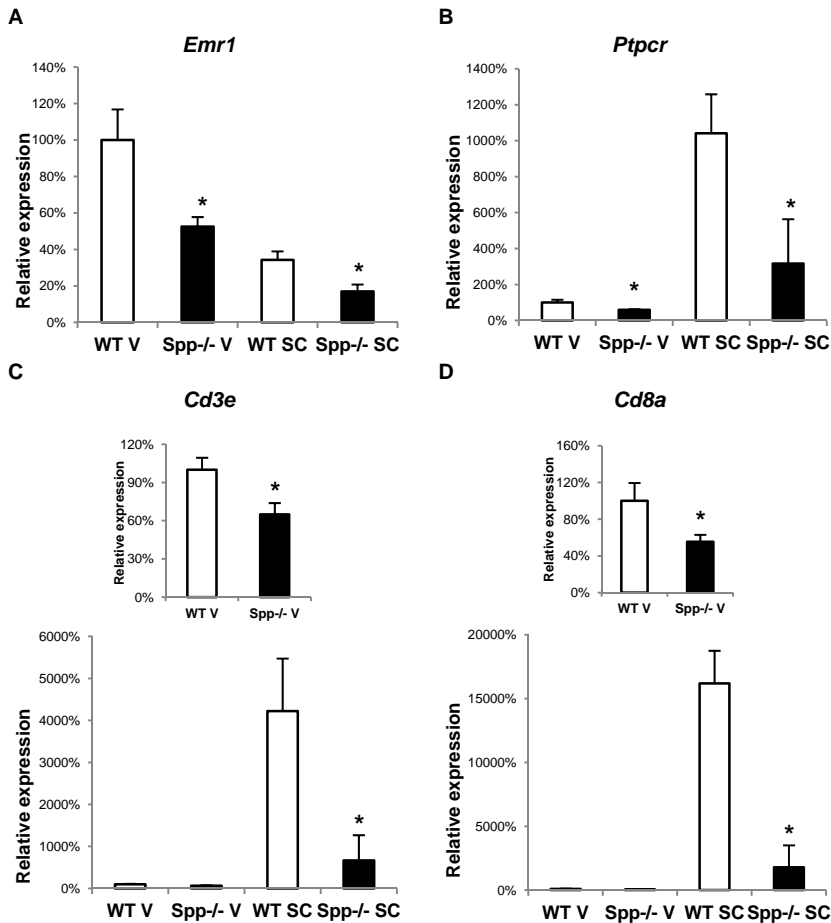 A
Emr1
Relative expression
140%
120%
100%
80%
60%
40%
20%
0%
*
*
WT V
Spp-/- V
WT SC
Spp-/- SC
B
Ptpcr
Relative expression
1400%
1200%
1000%
800%
600%
400%
200%
0%
*
*
WT V
Spp-/- V
WT SC
Spp-/- SC
C
Cd3e
Relative expression
120%
90%
60%
30%
0%
*
WT V
Spp-/- V
Relative expression
6000%
5000%
4000%
3000%
2000%
1000%
0%
*
WT V
Spp-/- V
WT SC
Spp-/- SC
D
Cd8a
Relative expression
160%
120%
80%
40%
0%
*
WT V
Spp-/- V
Relative expression
20000%
15000%
10000%
5000%
0%
*
WT V
Spp-/- V
WT SC
Spp-/- SC